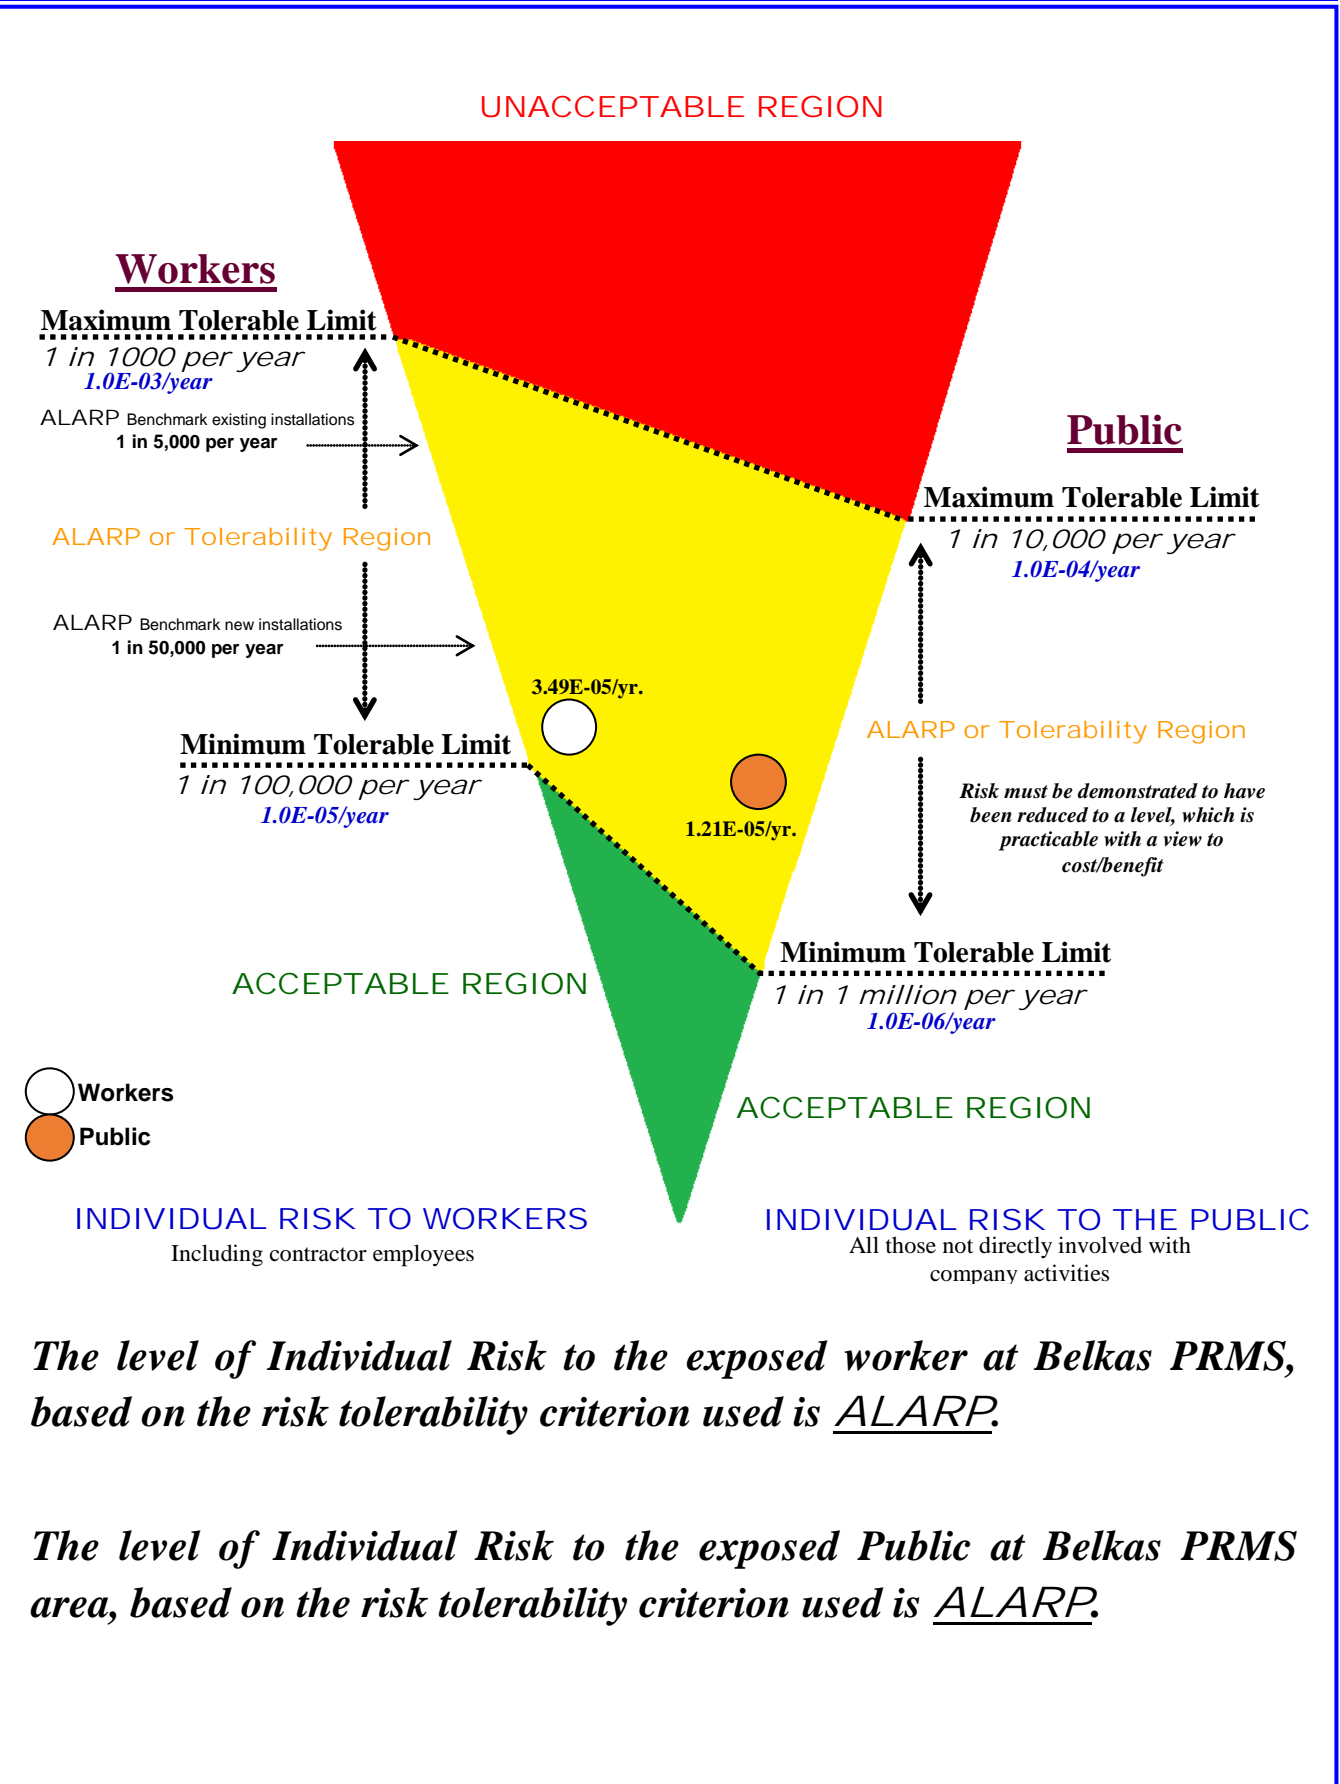 UNACCEPTABLE REGION
Workers
Maximum Tolerable Limit
1 in 1000 per year
1.0E-03/year
ALARP Benchmark existing installations
1 in 5,000 per year
ALARP or Tolerability Region
ALARP Benchmark new installations
1 in 50,000 per year
Minimum Tolerable Limit
1 in 100,000 per year
1.0E-05/year
ACCEPTABLE REGION
3.49E-05/yr.
1.21E-05/yr.
Public
Maximum Tolerable Limit
1 in 10,000 per year
1.0E-04/year
ALARP or Tolerability Region
Risk must be demonstrated to have
been reduced to a level, which is
practicable with a view to
cost/benefit
Minimum Tolerable Limit
1 in 1 million per year
1.0E-06/year
ACCEPTABLE REGION
Workers
Public
INDIVIDUAL RISK TO WORKERS
Including contractor employees
INDIVIDUAL RISK TO THE PUBLIC
All those not directly involved with
company activities
The level of Individual Risk to the exposed worker at Belkas PRMS,
based on the risk tolerability criterion used is ALARP.
The level of Individual Risk to the exposed Public at Belkas PRMS
area, based on the risk tolerability criterion used is ALARP.